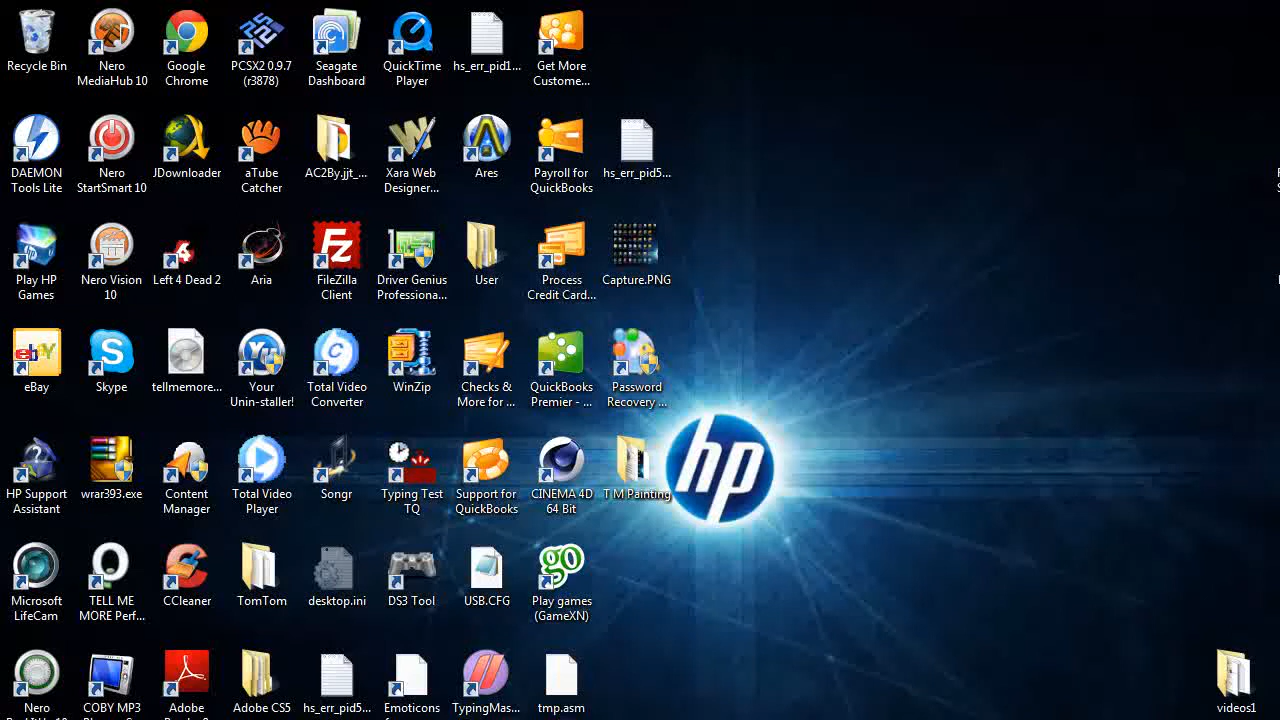 Recycle Bin
Nero
MediaHub 10
Google
Chrome
PCSX2 0.9.7
(r3878)
Seagate
Dashboard
QuickTime
Player
hs_err_pid1...
Get More
Custome...
DAEMON
Tools Lite
Nero
StartSmart 10
JDownloader
aTube
Catcher
AC2By.jjt_...
Xara Web
Designer...
Ares
Payroll for
QuickBooks
hs_err_pid5...
Play HP
Games
Nero Vision
10
Left 4 Dead 2
Aria
FileZilla
Client
Driver Genius
Professiona...
User
Process
Credit Card...
Capture.PNG
eBay
Skype
tellmemore...
Your
Unin-staller!
Total Video
Converter
WinZip
Checks &
More for ...
QuickBooks
Premier - ...
Password
Recovery ...
HP Support
Assistant
wrar393.exe
Content
Manager
Total Video
Player
Songr
Typing Test
TQ
Support for
QuickBooks
CINEMA 4D
64 Bit
T M Painting
hp
Microsoft
LifeCam
TELL ME
MORE Perf...
CCleaner
TomTom
desktop.ini
DS3 Tool
USB.CFG
go
Play games
(GameXN)
Nero
COBY MP3
Adobe
Adobe CS5
hs_err_pid5...
Emoticons
TypingMas...
tmp.asm
videos1